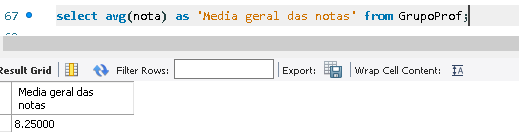 67 select avg(nota) as 'Media geral das notas' from GrupoProf;
Result Grid Filter Rows: Export: Wrap Cell Content:
Media geral das
notas
8.25000